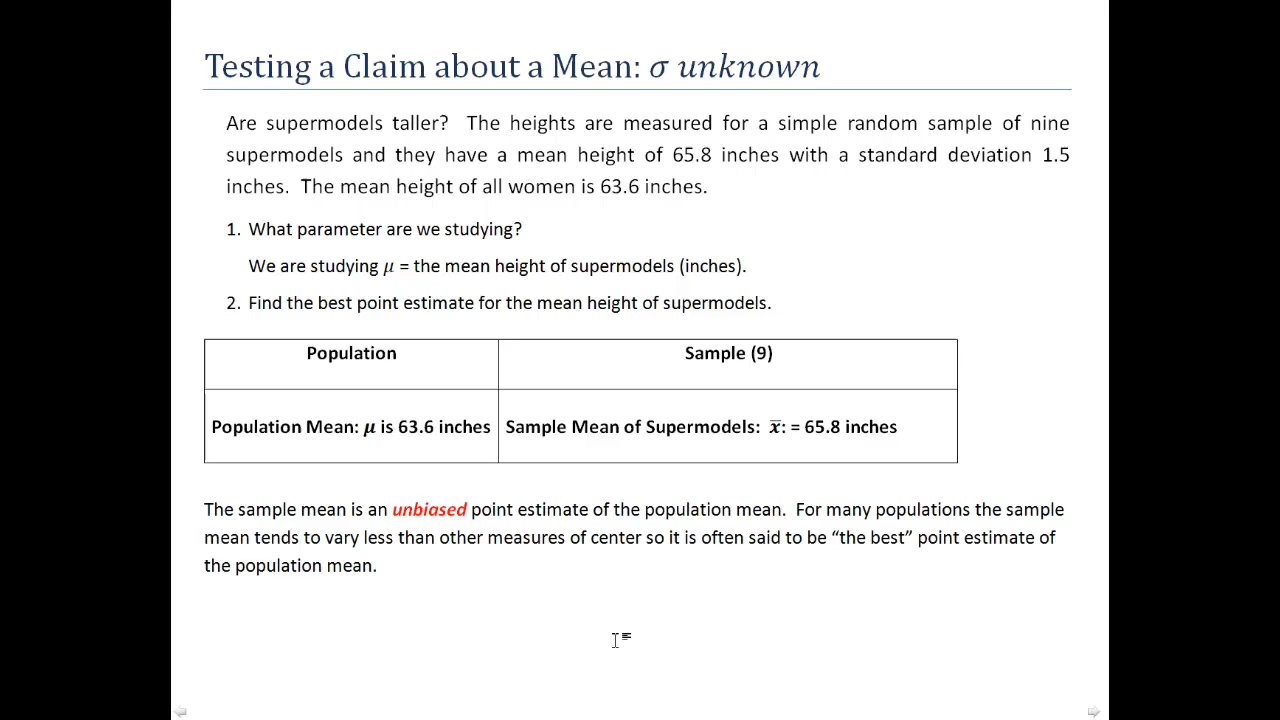 Testing a Claim about a Mean: σ unknown
Are supermodels taller? The heights are measured for a simple random sample of nine
supermodels and they have a mean height of 65.8 inches with a standard deviation 1.5
inches. The mean height of all women is 63.6 inches.
1. What parameter are we studying?
We are studying μ = the mean height of supermodels (inches).
2. Find the best point estimate for the mean height of supermodels.
Population
Sample (9)
Population Mean: μ is 63.6 inches
Sample Mean of Supermodels: x̅: = 65.8 inches
The sample mean is an unbiased point estimate of the population mean. For many populations the sample
mean tends to vary less than other measures of center so it is often said to be “the best” point estimate of
the population mean.